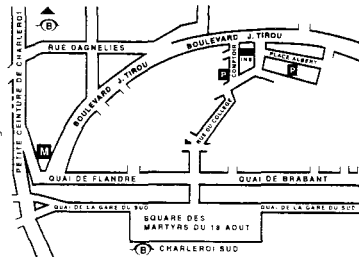 B
RUE DAGNELIES
BOULEVARD J. TIROU
BOULEVARD J. TIROU
PLACE ALBERT
COMPTOIR
INB
P
P
PETITE CEINTURE DE CHARLEROI
RUE DU COLLEGE
M
QUAI DE FLANDRE
QUAI DE BRABANT
QUAI DE LA GARE DU SUD
QUAI DE LA GARE DU SUD
SQUARE DES
MARTYRS DU 18 AOUT
B CHARLEROI SUD